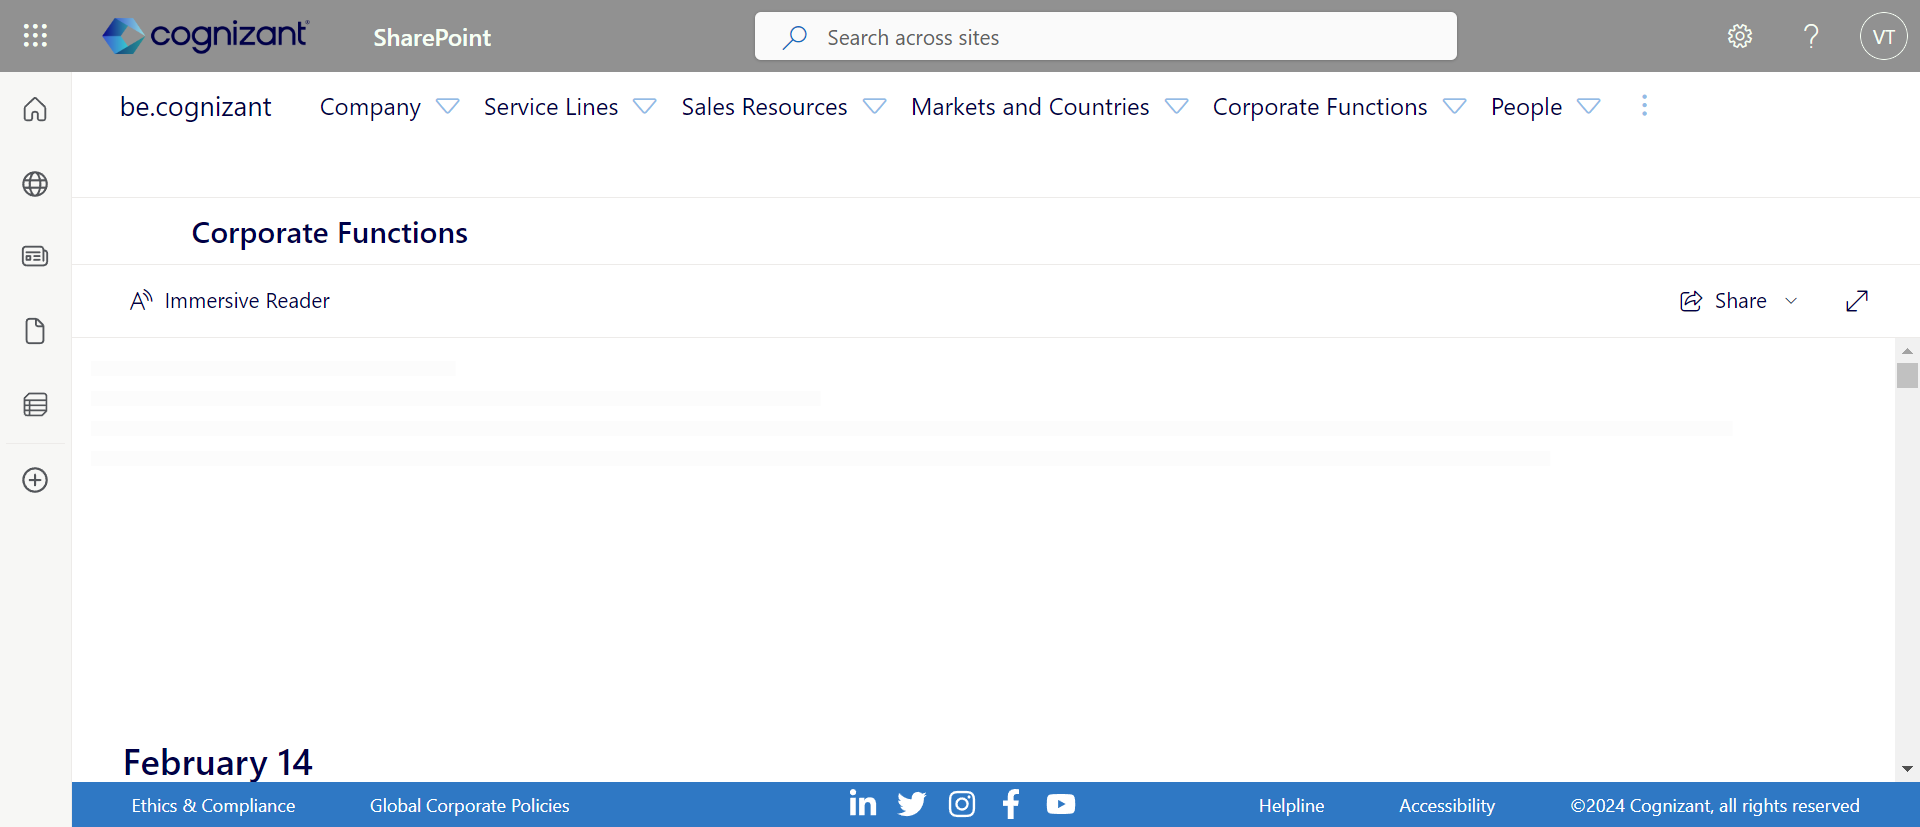 cognizant
SharePoint
Search across sites
VT
be.cognizant
Company
Service Lines
Sales Resources
Markets and Countries
Corporate Functions
People
Corporate Functions
Immersive Reader
Share
February 14
Ethics & Compliance
Global Corporate Policies
Helpline
Accessibility
©2024 Cognizant, all rights reserved